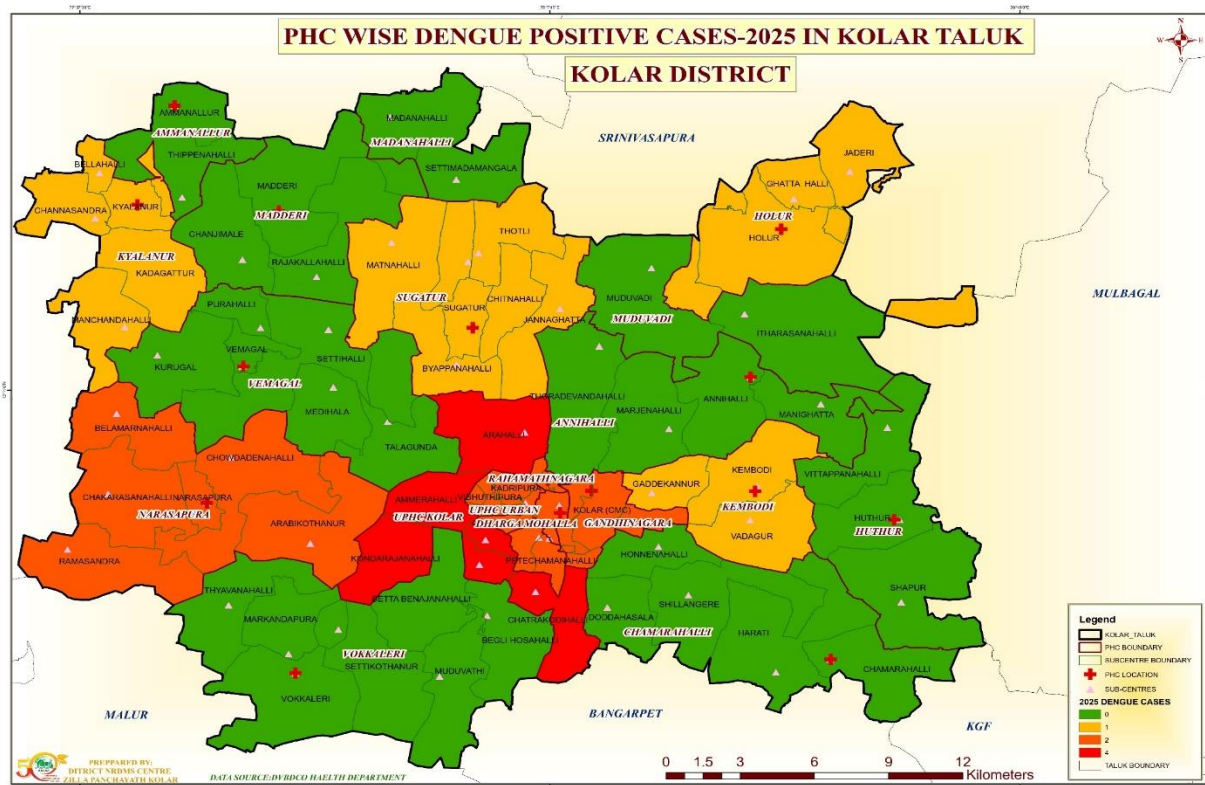 PHC WISE DENGUE POSITIVE CASES-2025 IN KOLAR TALUK
KOLAR DISTRICT
N
W
E
S
SRINIVASAPURA
MULBAGAL
AMMANALLUR
AMMANALLUR
MADANAHALLI
MADANAHALLI
THIPPENAHALLI
BELLAHALLI
SETTIMADAMANGALA
JADERI
GHATTA HALLI
MADDERI
MADDERI
CHANNASANDRA
KYALANUR
HOLUR
HOLUR
CHANJIMALE
THOTLI
MATNAHALLI
KYALANUR
KADAGATTUR
RAJAKALLAHALLI
SUGATUR
SUGATUR
CHITNAHALLI
JANNAGHATTA
MUDUVADI
MUDUVADI
PURAHALLI
MANCHANDAHALLI
ITHARASANAHALLI
VEMAGAL
SETTIHALLI
KURUGAL
VEMAGAL
BYAPPANAHALLI
MEDIHALA
TUORADEVANDAHALLI
MARJENAHALLI
ANNIHALLI
MANIGHATTA
ANNIHALLI
BELAMARNAHALLI
ARAHALLI
TALAGUNDA
CHOWDADENAHALLI
KEMBODI
VITTAPPANAHALLI
RAHAMATHNAGARA
KADRIPURA
GADDEKANNUR
CHAKARASANAHALLI
NARASAPURA
AMMERAHALLI
VIBHUTHIPURA
KEMBODI
NARASAPURA
UPHC KOLAR
UPHC URBAN
KOLAR (CMC)
HUTHUR
HUTHUR
ARABIKOTHANUR
DHARGAMOHALLA
GANDHINAGARA
VADAGUR
RAMASANDRA
KONDARAJANAHALLI
PETECHAMANAHALLI
HONNENAHALLI
THYAVANAHALLI
BETTA BENAJANAHALLI
SHILLANGERE
SHAPUR
MARKANDAPURA
CHATRAKODIHALLI
DODDAHASALA
CHAMARAHALLI
HARATI
BEGLI HOSAHALLI
VOKKALERI
SETTIKOTHANUR
MUDUVATHI
CHAMARAHALLI
VOKKALERI
MALUR
BANGARPET
KGF
Legend
KOLAR_TALUK
PHC BOUNDARY
SUBCENTRE BOUNDARY
PHC LOCATION
SUB-CENTRES
2025 DENGUE CASES
0
1
2
4
TALUK BOUNDARY
PREPPARED BY:
DITRICT NRDMS CENTRE
ZILLA PANCHAYATH KOLAR
DATA SOURCE:DVBDCO HAELTH DEPARTMENT
0 1.5 3 6 9 12
Kilometers